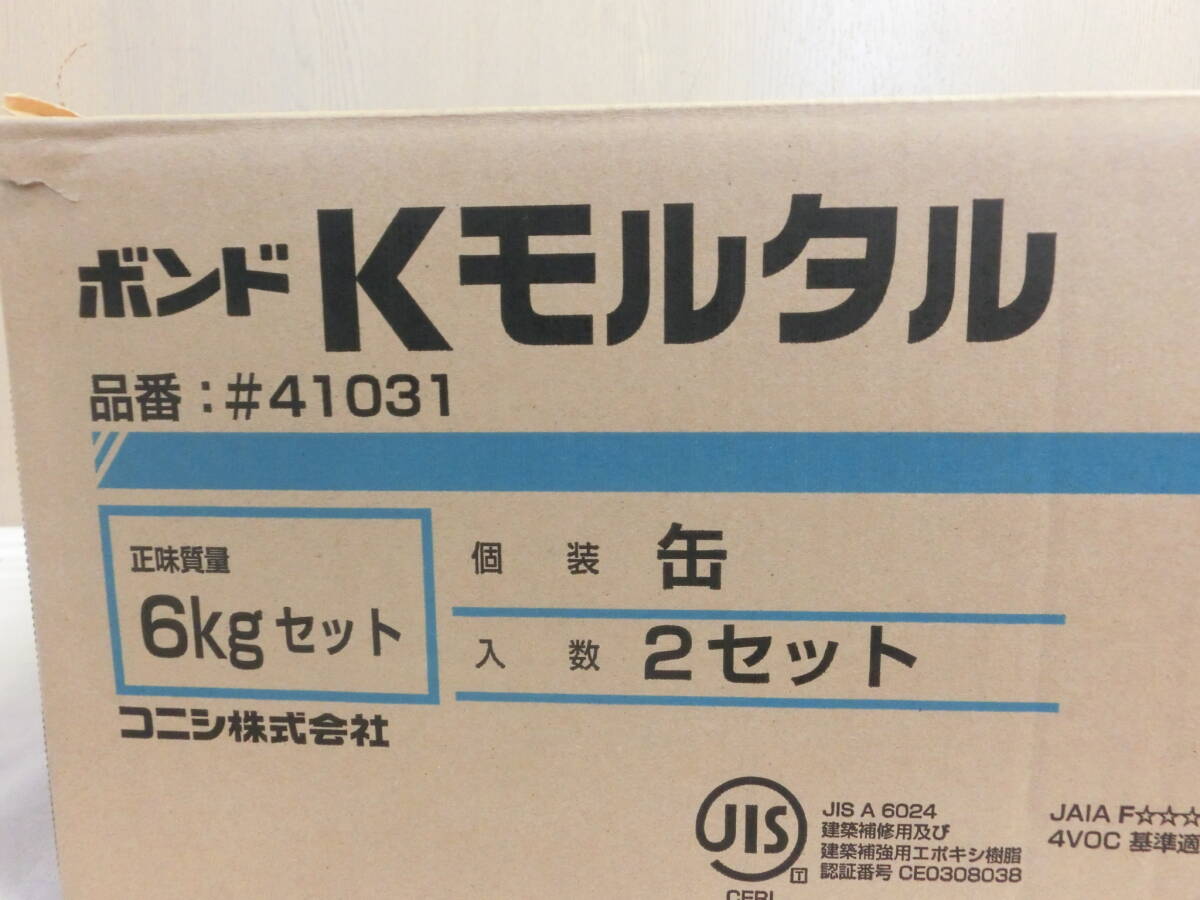 ボンド Kモルタル
品番：#41031
正味質量
6kgセット
個装 缶
入数 2セット
コニシ株式会社
JIS
JIS A 6024
建築補修用及び
建築補強用エポキシ樹脂
認証番号 CE0308038
T
CERI
JAIA F☆☆☆
4VOC 基準適